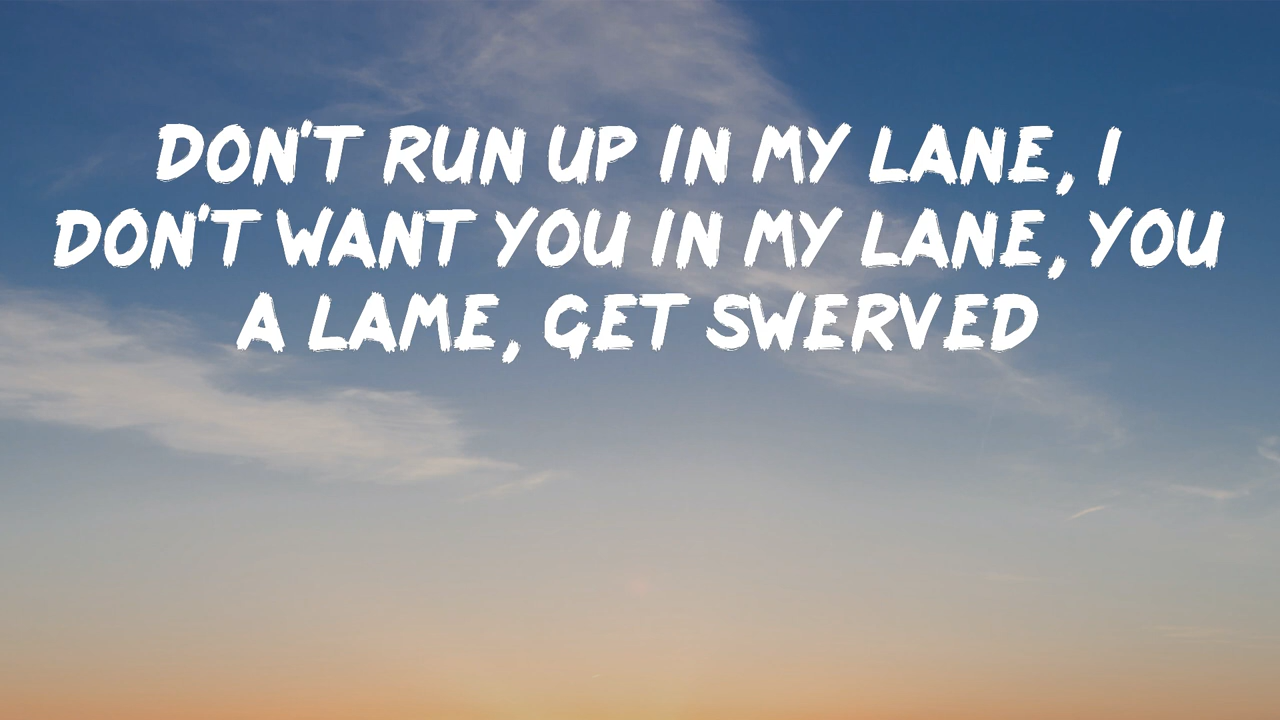 DON'T RUN UP IN MY LANE, I
DON'T WANT YOU IN MY LANE, YOU
A LAME, GET SWERVED